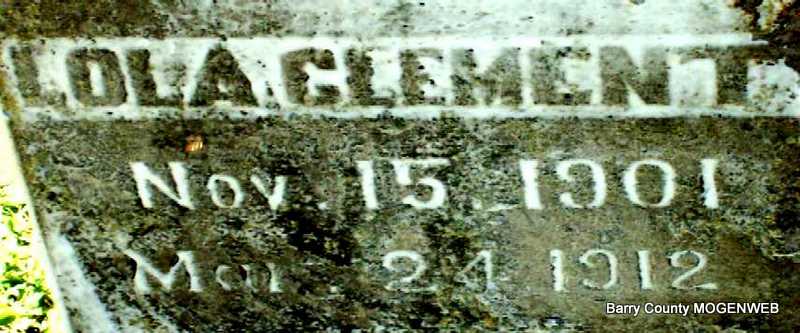 LOLA CLEMENT
Nov. 15. 1901
Mar. 24. 1912
Barry County MOGENWEB